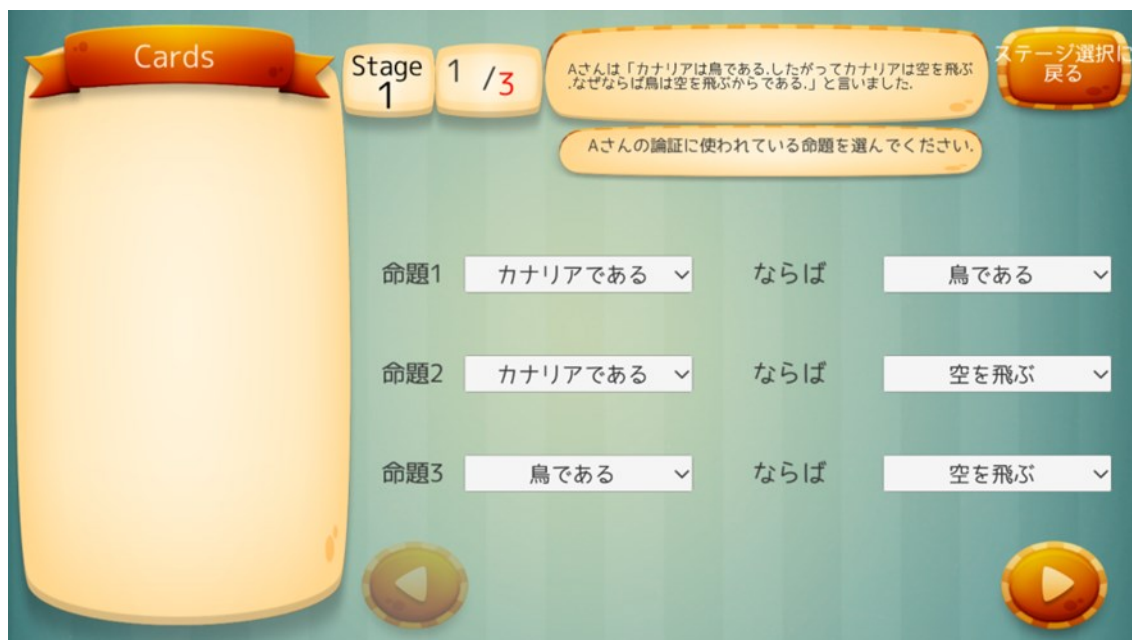 Cards
Stage
1
1 /3
Aさんは「カナリアは鳥である.したがってカナリアは空を飛ぶ
.なぜならば鳥は空を飛ぶからである.」と言いました.
ステージ選択に
戻る
Aさんの論証に使われている命題を選んでください.
命題1 カナリアである ならば 鳥である
命題2 カナリアである ならば 空を飛ぶ
命題3 鳥である ならば 空を飛ぶ